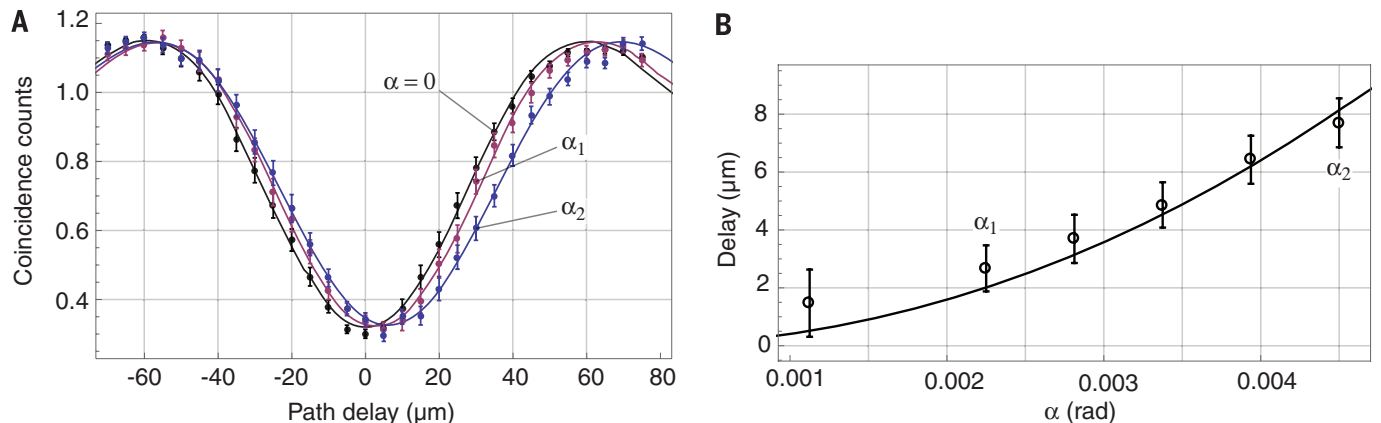 A
Coincidence counts
1.2
1.0
0.8
0.6
0.4
α = 0
α₁
α₂
-60 -40 -20 0 20 40 60 80
Path delay (μm)
B
Delay (μm)
8
6
4
2
0
α₁
α₂
0.001 0.002 0.003 0.004
α (rad)